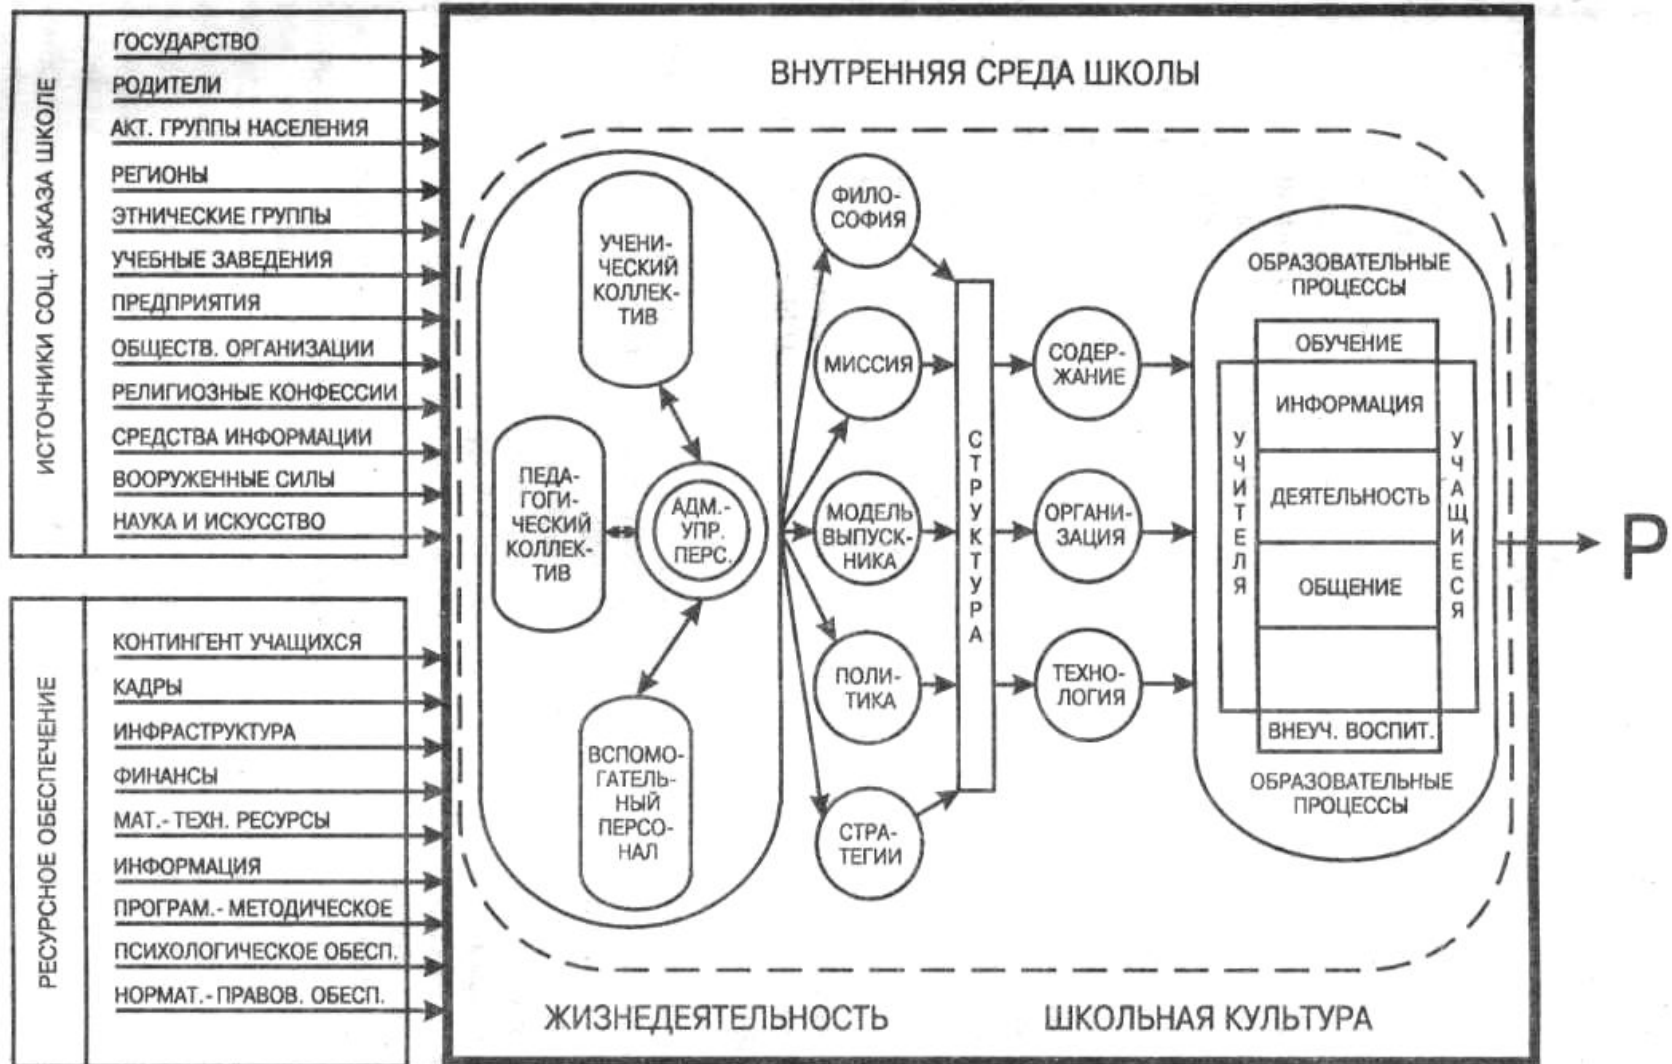 ИСТОЧНИКИ СОЦ. ЗАКАЗА ШКОЛЕ
ГОСУДАРСТВО
РОДИТЕЛИ
АКТ. ГРУППЫ НАСЕЛЕНИЯ
РЕГИОНЫ
ЭТНИЧЕСКИЕ ГРУППЫ
УЧЕБНЫЕ ЗАВЕДЕНИЯ
ПРЕДПРИЯТИЯ
ОБЩЕСТВ. ОРГАНИЗАЦИИ
РЕЛИГИОЗНЫЕ КОНФЕССИИ
СРЕДСТВА ИНФОРМАЦИИ
ВООРУЖЕННЫЕ СИЛЫ
НАУКА И ИСКУССТВО
РЕСУРСНОЕ ОБЕСПЕЧЕНИЕ
КОНТИНГЕНТ УЧАЩИХСЯ
КАДРЫ
ИНФРАСТРУКТУРА
ФИНАНСЫ
МАТ.- ТЕХН. РЕСУРСЫ
ИНФОРМАЦИЯ
ПРОГРАМ.- МЕТОДИЧЕСКОЕ
ПСИХОЛОГИЧЕСКОЕ ОБЕСП.
НОРМАТ.- ПРАВОВ. ОБЕСП.
ВНУТРЕННЯЯ СРЕДА ШКОЛЫ
УЧЕНИ-
ЧЕСКИЙ
КОЛЛЕК-
ТИВ
ПЕДА-
ГОГИ-
ЧЕСКИЙ
КОЛЛЕК-
ТИВ
АДМ.-
УПР.
ПЕРС.
ВСПОМО-
ГАТЕЛЬ-
НЫЙ
ПЕРСО-
НАЛ
ФИЛО-
СОФИЯ
МИССИЯ
МОДЕЛЬ
ВЫПУСК-
НИКА
ПОЛИ-
ТИКА
СТРА-
ТЕГИИ
СТРУКТУРА
СОДЕР-
ЖАНИЕ
ОРГАНИ-
ЗАЦИЯ
ТЕХНО-
ЛОГИЯ
ОБРАЗОВАТЕЛЬНЫЕ
ПРОЦЕССЫ
ОБУЧЕНИЕ
УЧИТЕЛЯ
ИНФОРМАЦИЯ
ДЕЯТЕЛЬНОСТЬ
ОБЩЕНИЕ
УЧАЩИЕСЯ
ВНЕУЧ. ВОСПИТ.
ОБРАЗОВАТЕЛЬНЫЕ
ПРОЦЕССЫ
Р
ЖИЗНЕДЕЯТЕЛЬНОСТЬ
ШКОЛЬНАЯ КУЛЬТУРА